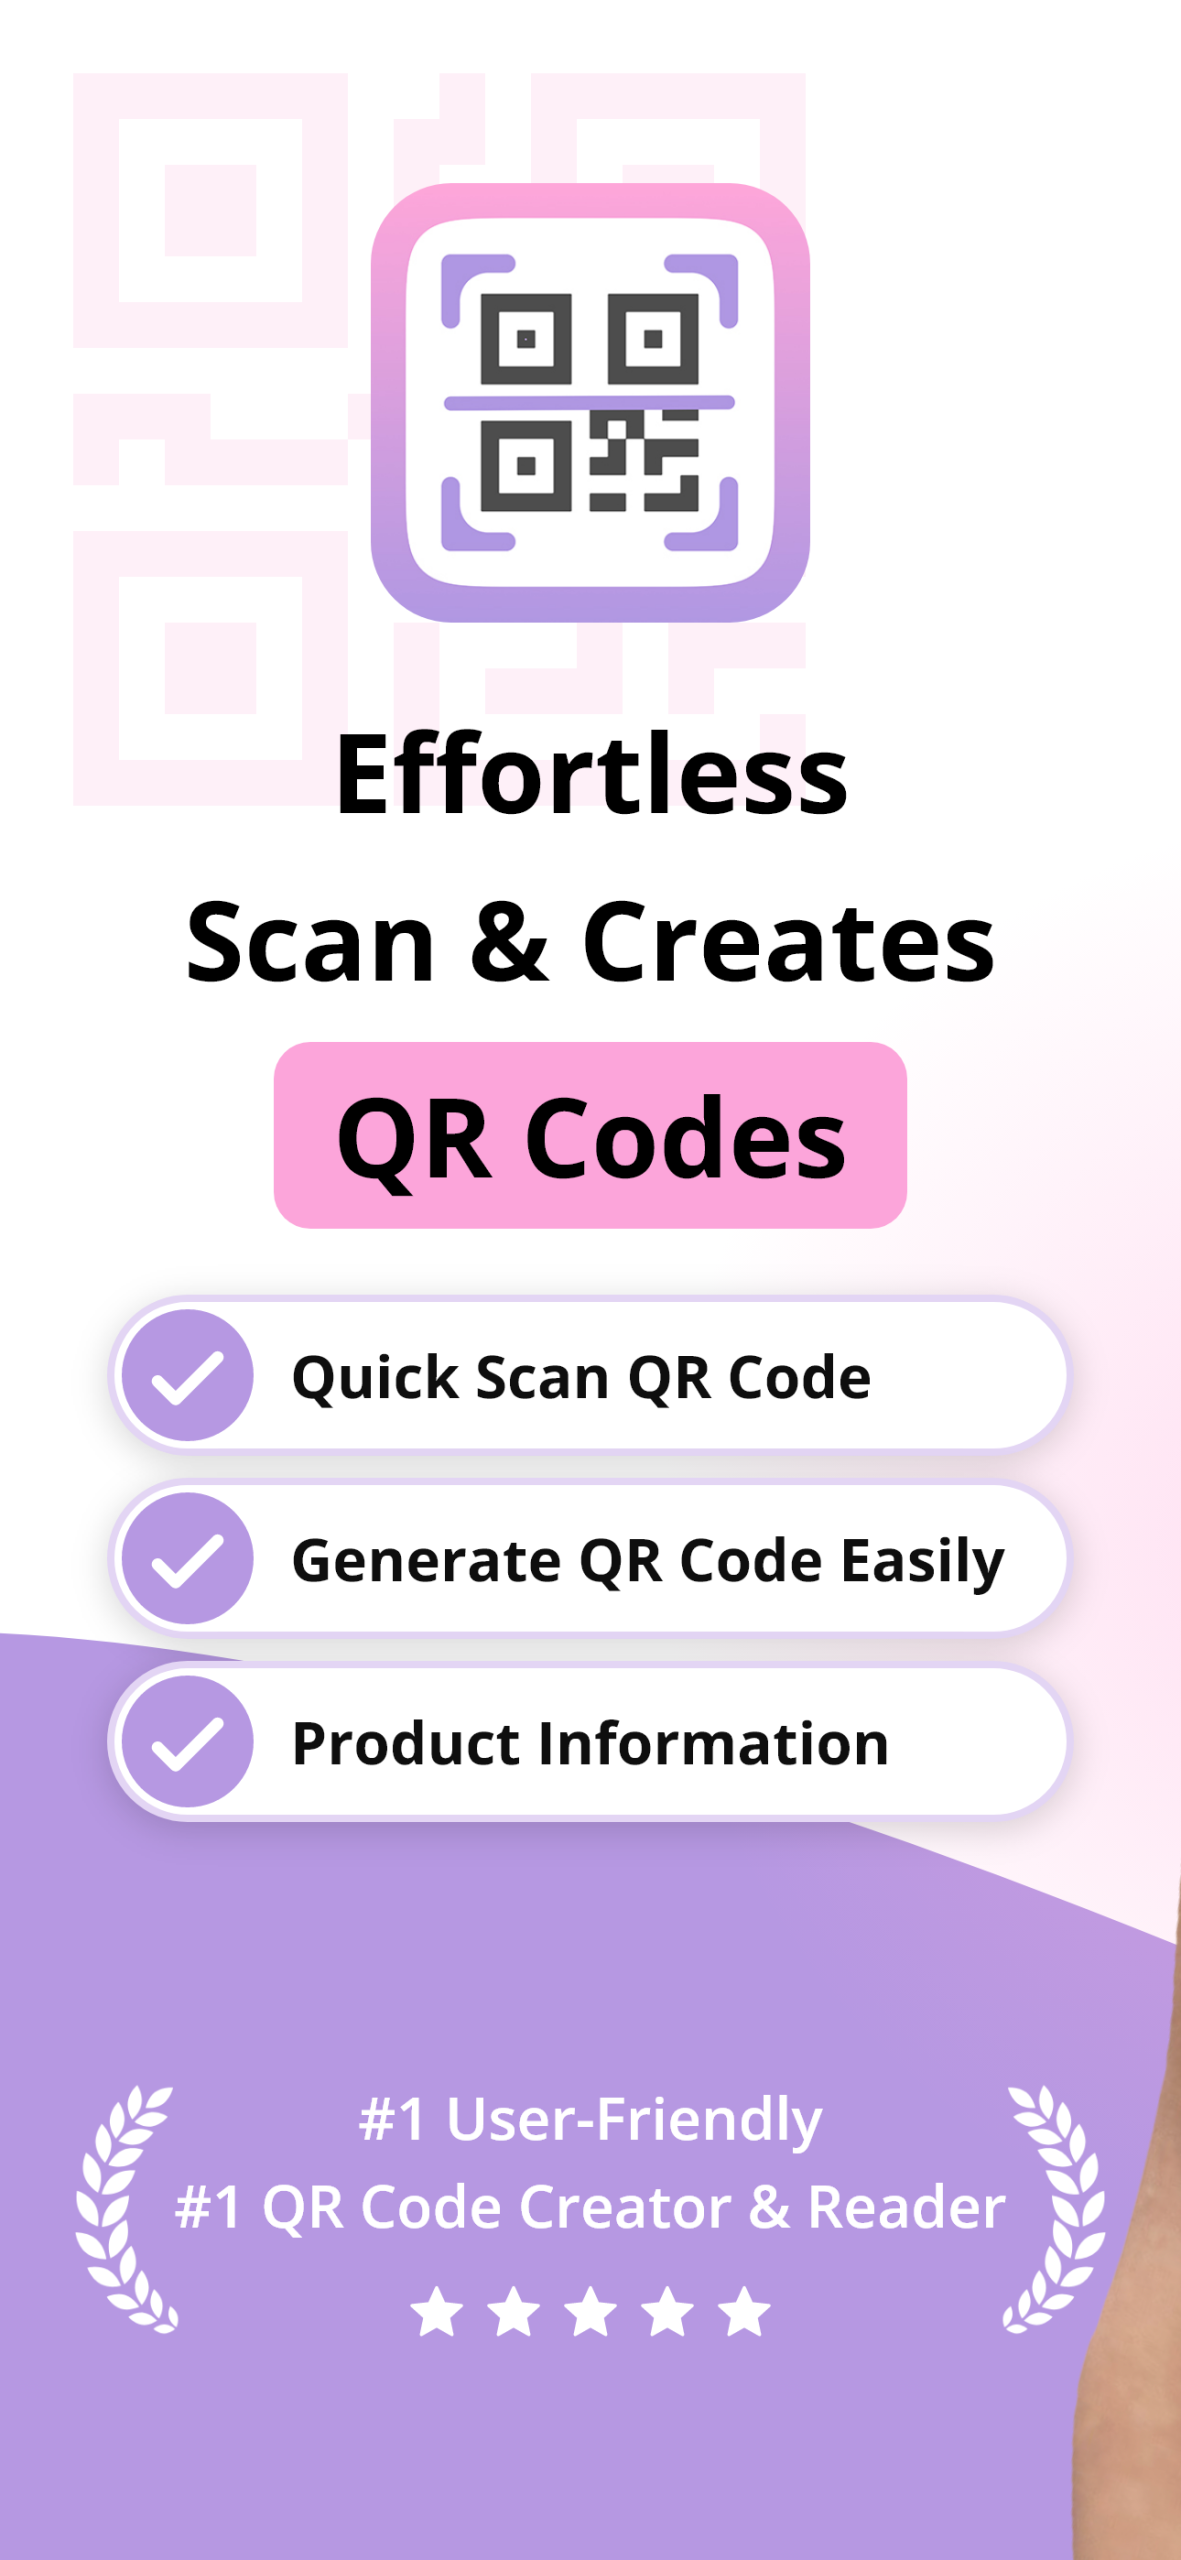 Effortless
Scan & Creates
QR Codes
Quick Scan QR Code
Generate QR Code Easily
Product Information
#1 User-Friendly
#1 QR Code Creator & Reader